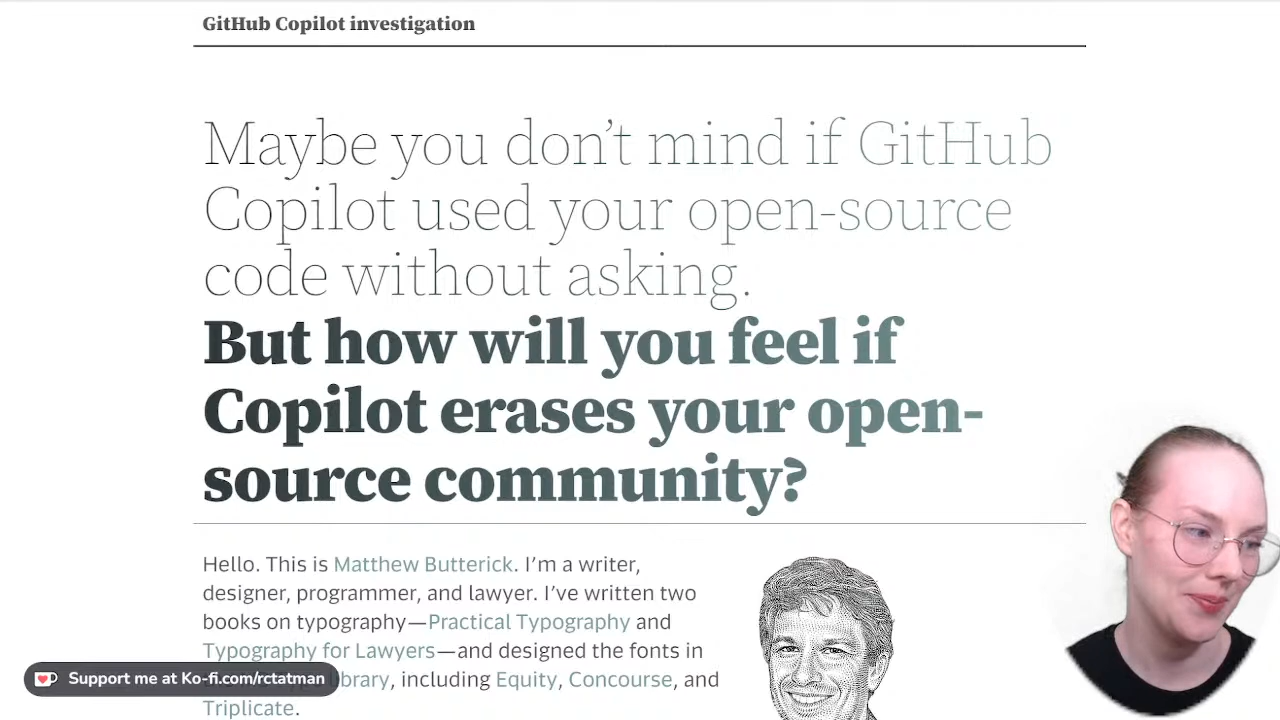 GitHub Copilot investigation
Maybe you don’t mind if GitHub
Copilot used your open-source
code without asking.
But how will you feel if
Copilot erases your open-
source community?
Hello. This is Matthew Butterick. I’m a writer,
designer, programmer, and lawyer. I’ve written two
books on typography—Practical Typography and
Typography for Lawyers—and designed the fonts in
library, including Equity, Concourse, and
Triplicate.
Support me at Ko-fi.com/rctatman